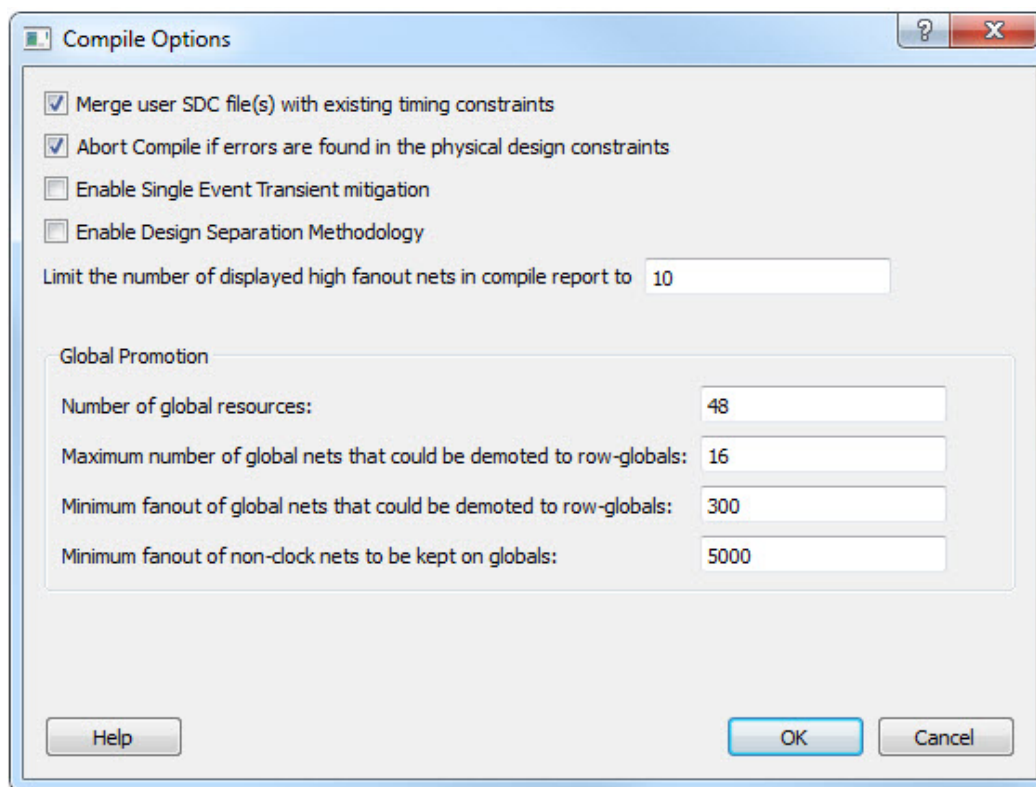 Compile Options
Merge user SDC file(s) with existing timing constraints
Abort Compile if errors are found in the physical design constraints
Enable Single Event Transient mitigation
Enable Design Separation Methodology
Limit the number of displayed high fanout nets in compile report to 10
Global Promotion
Number of global resources: 48
Maximum number of global nets that could be demoted to row-globals: 16
Minimum fanout of global nets that could be demoted to row-globals: 300
Minimum fanout of non-clock nets to be kept on globals: 5000
Help OK Cancel